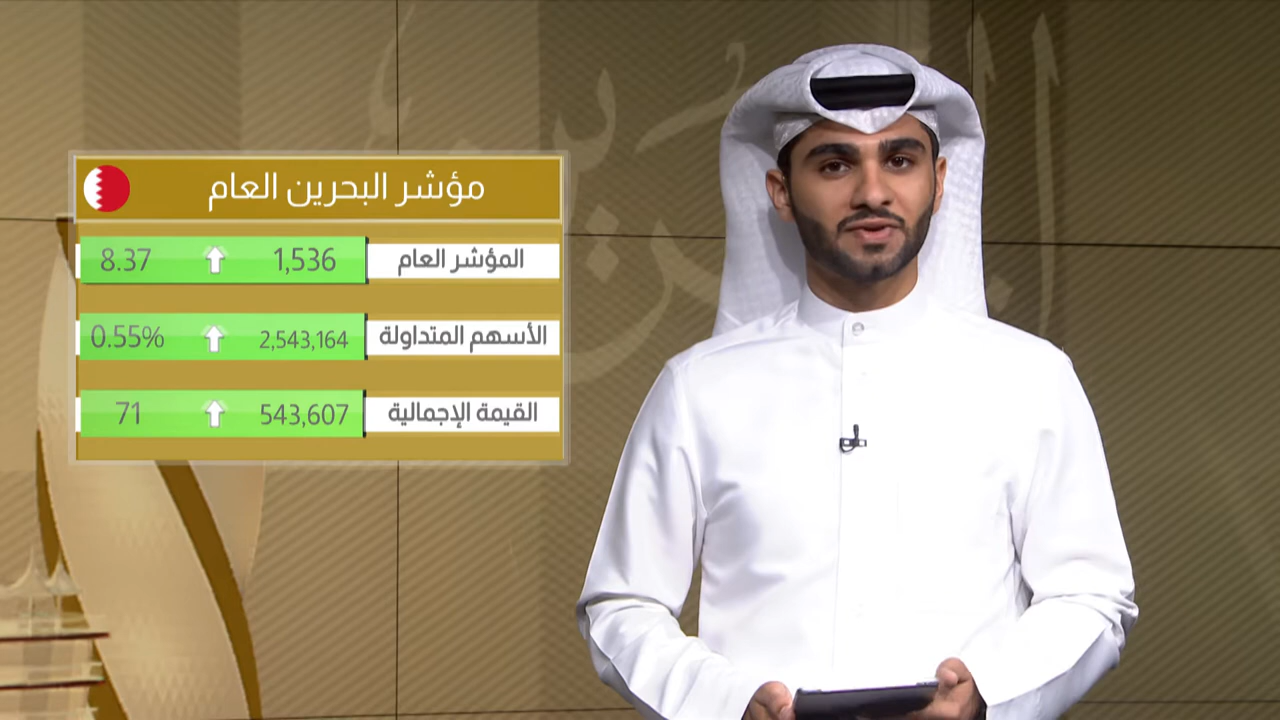 مؤشر البحرين العام
المؤشر العام 1,536 8.37
الأسهم المتداولة 2,543,164 0.55%
القيمة الإجمالية 543,607 71